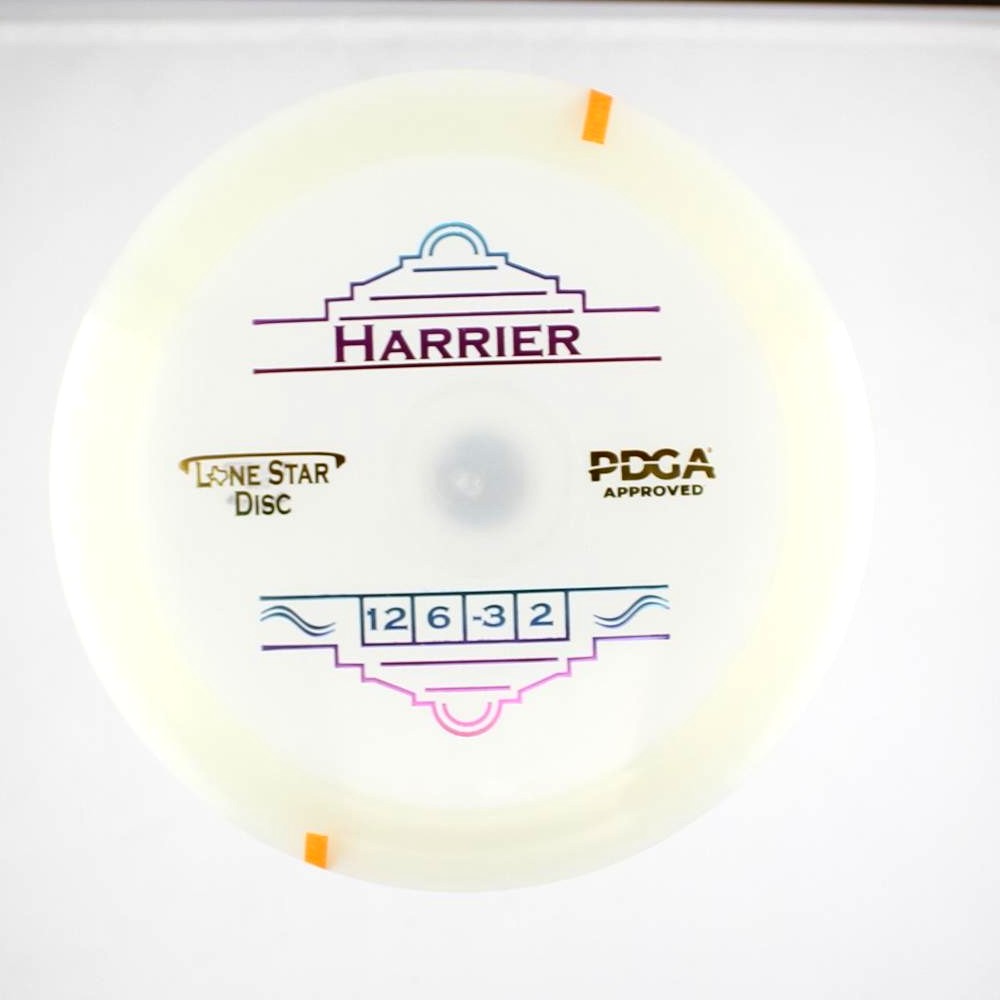 HARRIER
LONE STAR
DISC
PDGA
APPROVED
12 6 -3 2